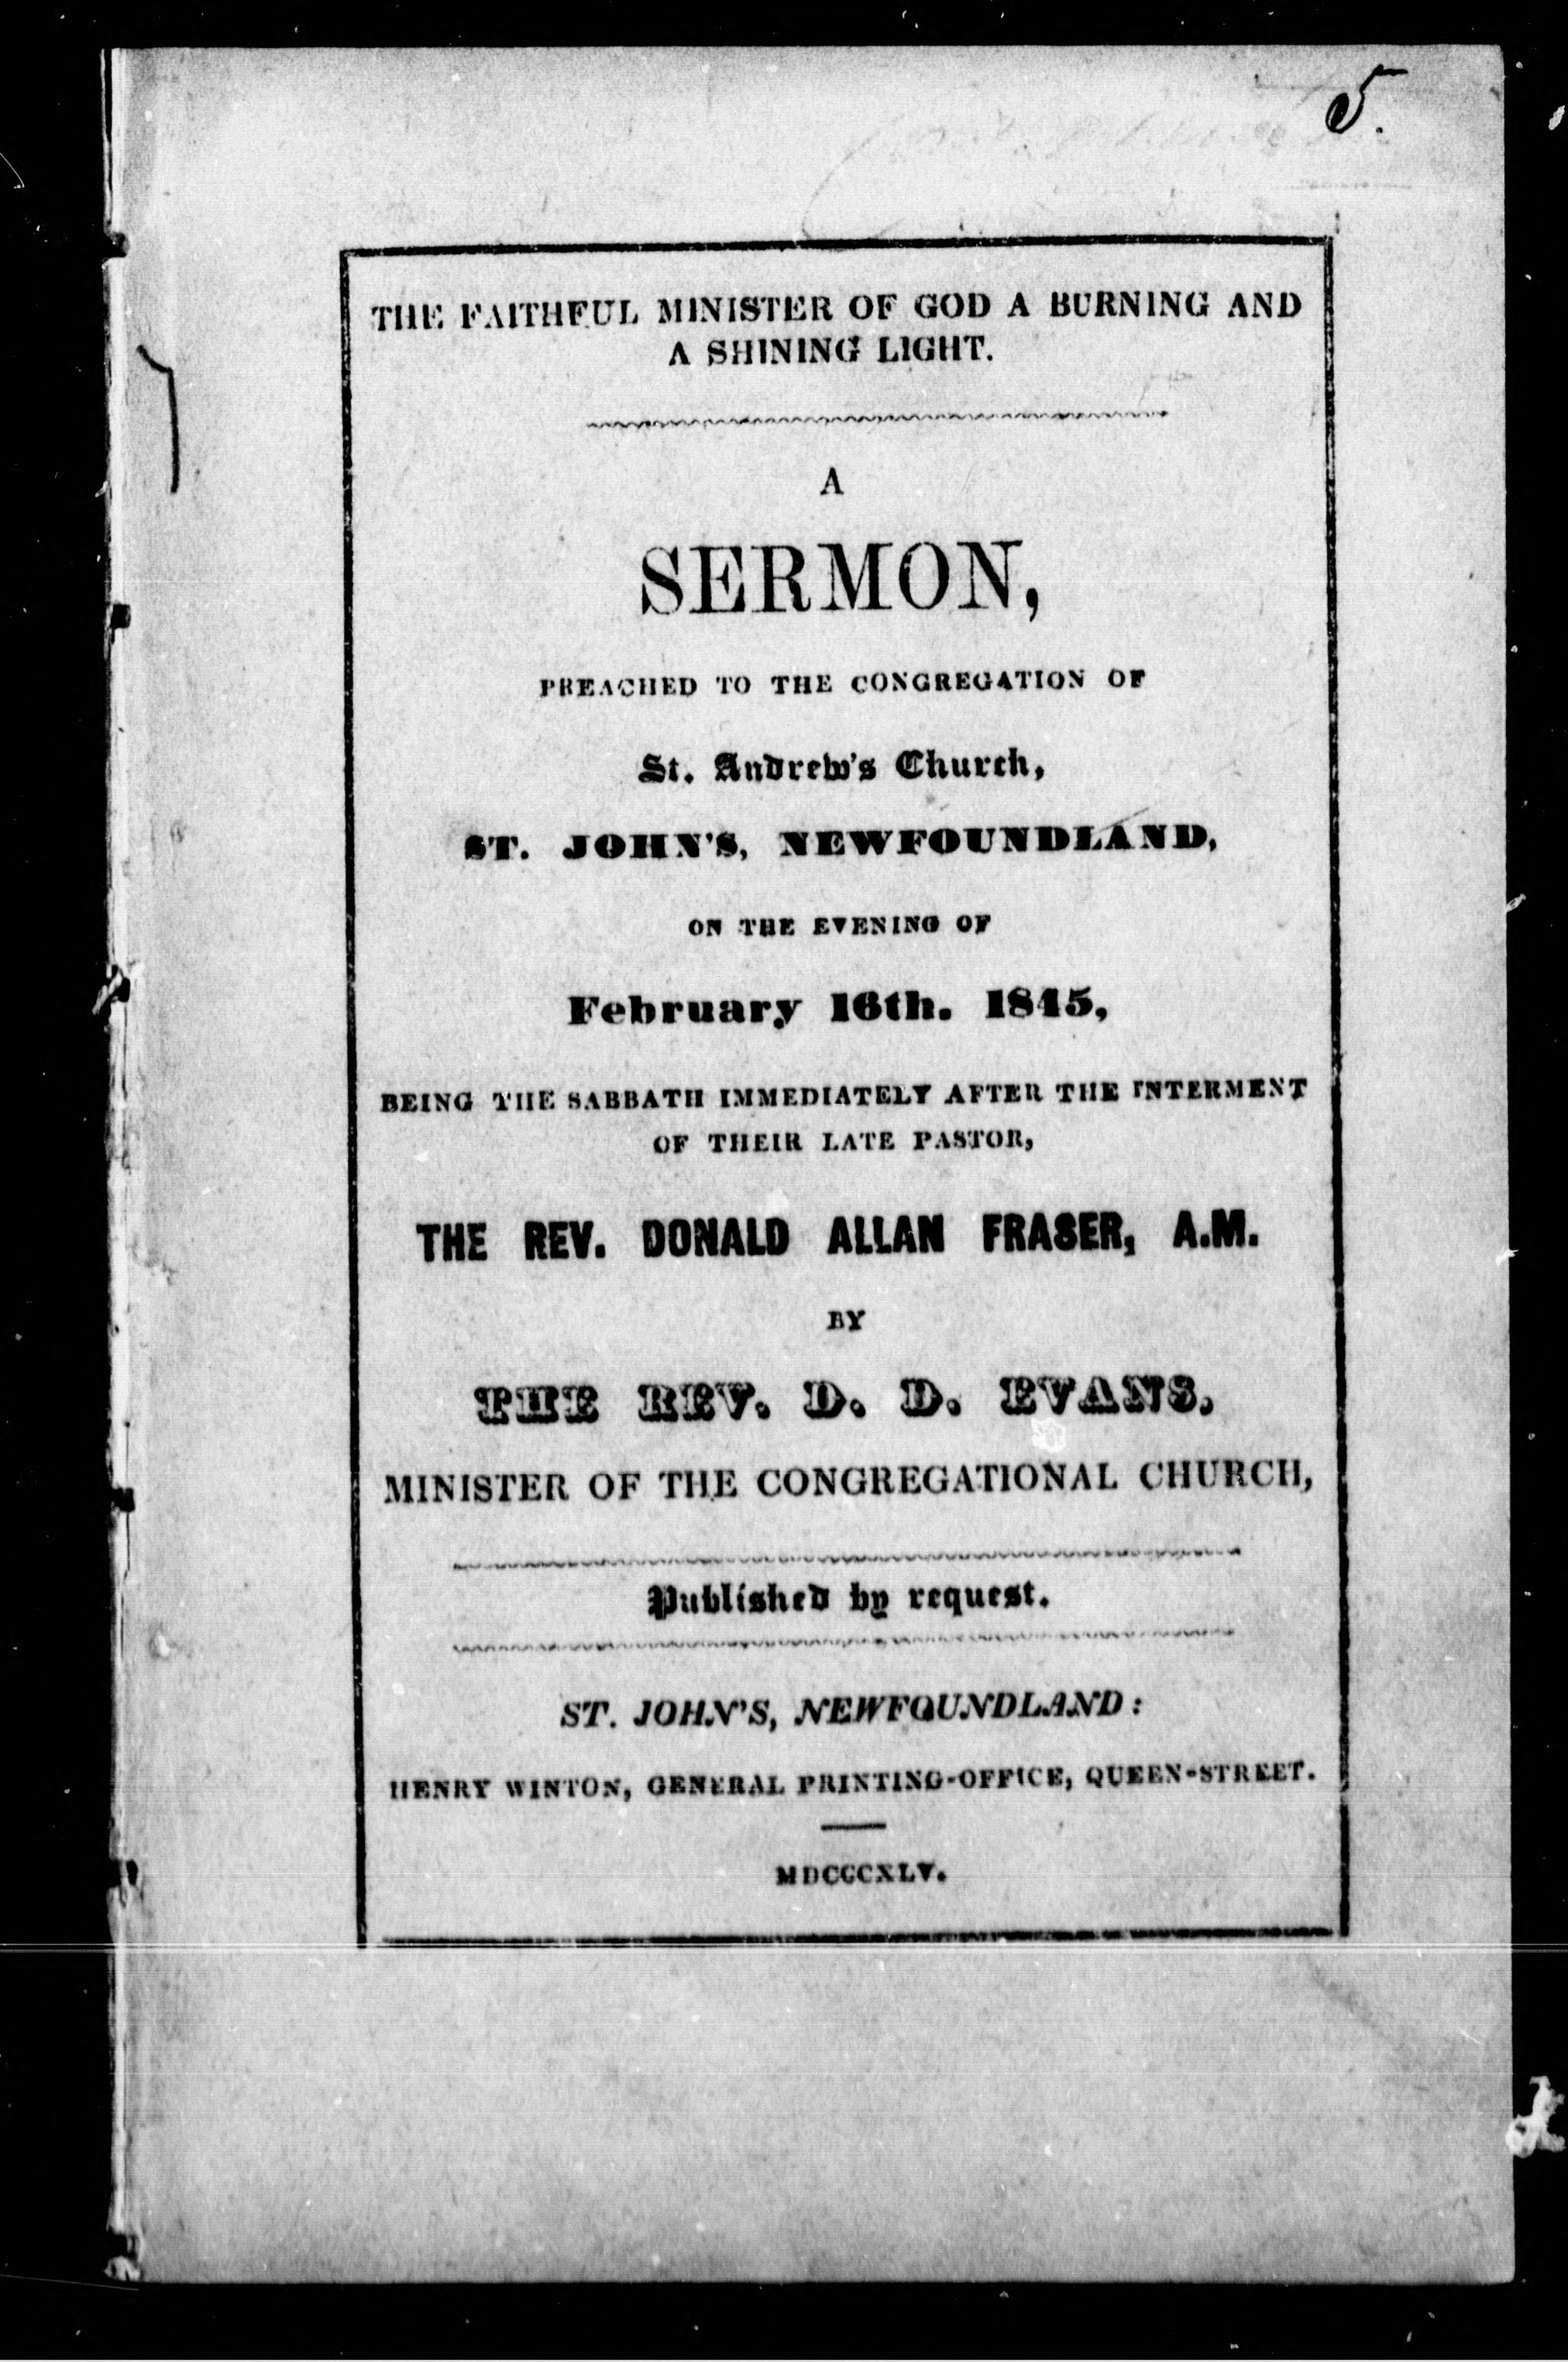 5.
THE FAITHFUL MINISTER OF GOD A BURNING AND
A SHINING LIGHT.
A
SERMON,
PREACHED TO THE CONGREGATION OF
St. Andrew's Church,
ST. JOHN'S, NEWFOUNDLAND,
ON THE EVENING OF
February 16th. 1845,
BEING THE SABBATH IMMEDIATELY AFTER THE INTERMENT
OF THEIR LATE PASTOR,
THE REV. DONALD ALLAN FRASER, A.M.
BY
THE REV. D. D. EVANS,
MINISTER OF THE CONGREGATIONAL CHURCH,
Published by request.
ST. JOHN'S, NEWFOUNDLAND:
HENRY WINTON, GENERAL PRINTING-OFFICE, QUEEN-STREET.
MDCCCXLV.